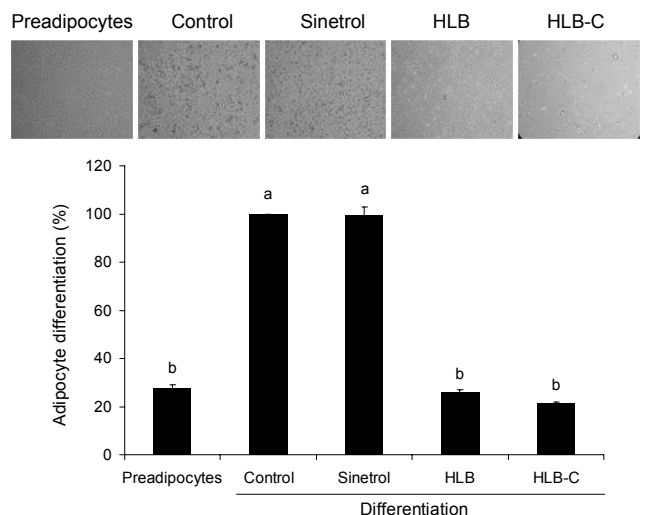 Preadipocytes Control Sinetrol HLB HLB-C
Adipocyte differentiation (%)
120
100
80
60
40
20
0
a
a
b
b
b
Preadipocytes Control Sinetrol HLB HLB-C
Differentiation